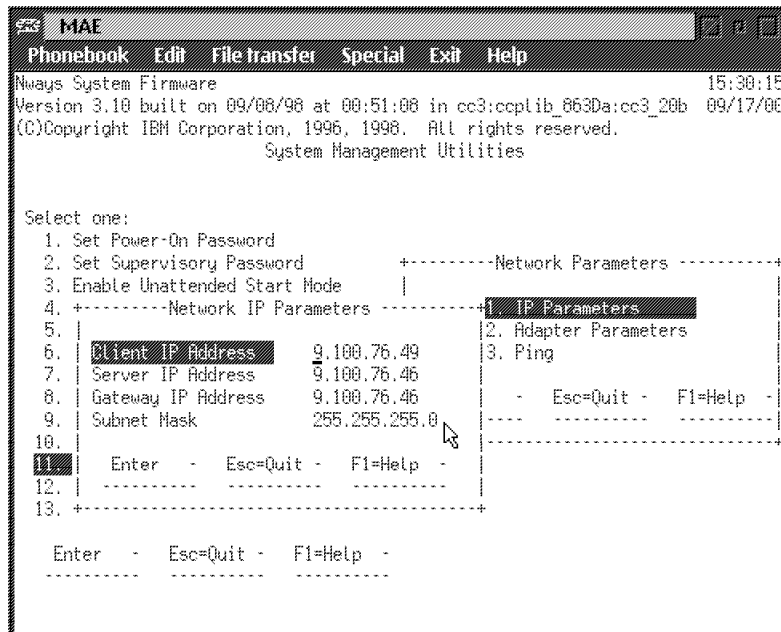 MAE
Phonebook Edit File transfer Special Exit Help
Nways System Firmware 15:30:15
Version 3.10 built on 09/08/98 at 00:51:08 in cc3:ccplib_863Da:cc3_20b 09/17/00
(C)Copyright IBM Corporation, 1996, 1998. All rights reserved.
System Management Utilities
Select one:
1. Set Power-On Password
2. Set Supervisory Password
3. Enable Unattended Start Mode
4.
5.
6.
7.
8.
9.
10.
11.
12.
13.
Network IP Parameters
Client IP Address 9.100.76.49
Server IP Address 9.100.76.46
Gateway IP Address 9.100.76.46
Subnet Mask 255.255.255.0
Enter - Esc=Quit - F1=Help -
Network Parameters
1. IP Parameters
2. Adapter Parameters
3. Ping
- Esc=Quit - F1=Help -
Enter - Esc=Quit - F1=Help -